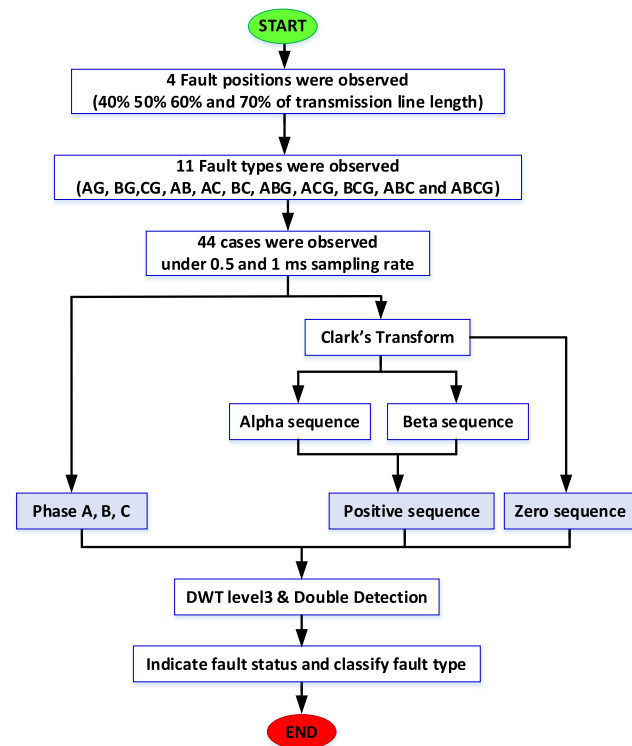 START
4 Fault positions were observed
(40% 50% 60% and 70% of transmission line length)
11 Fault types were observed
(AG, BG,CG, AB, AC, BC, ABG, ACG, BCG, ABC and ABCG)
44 cases were observed
under 0.5 and 1 ms sampling rate
Clark’s Transform
Alpha sequence
Beta sequence
Phase A, B, C
Positive sequence
Zero sequence
DWT level3 & Double Detection
Indicate fault status and classify fault type
END